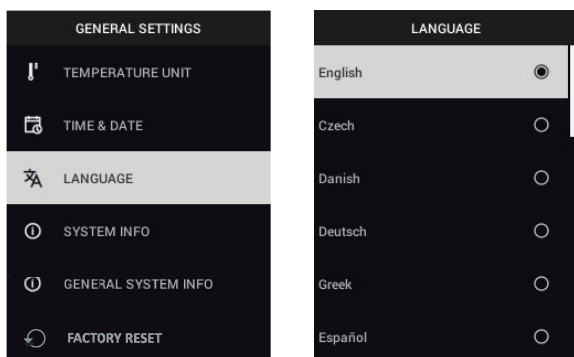 GENERAL SETTINGS
TEMPERATURE UNIT
TIME & DATE
LANGUAGE
SYSTEM INFO
GENERAL SYSTEM INFO
FACTORY RESET
LANGUAGE
English
Czech
Danish
Deutsch
Greek
Español